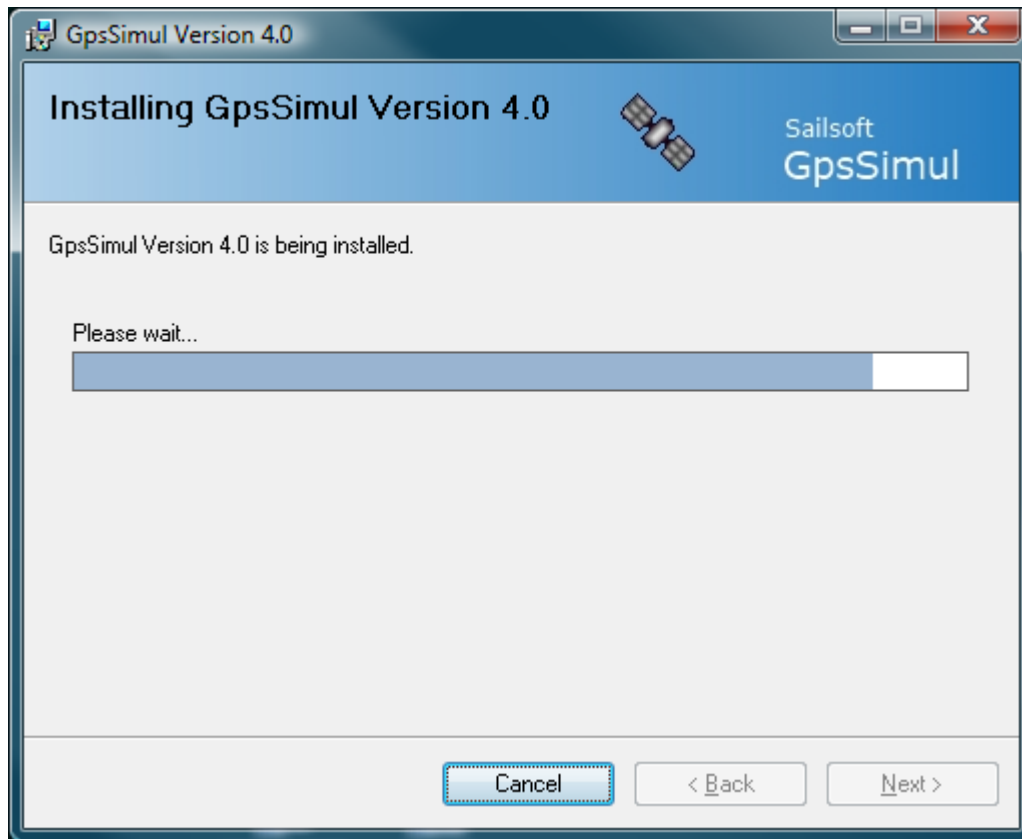 GpsSimul Version 4.0
Installing GpsSimul Version 4.0
Sailsoft
GpsSimul
GpsSimul Version 4.0 is being installed.
Please wait...
Cancel
< Back
Next >